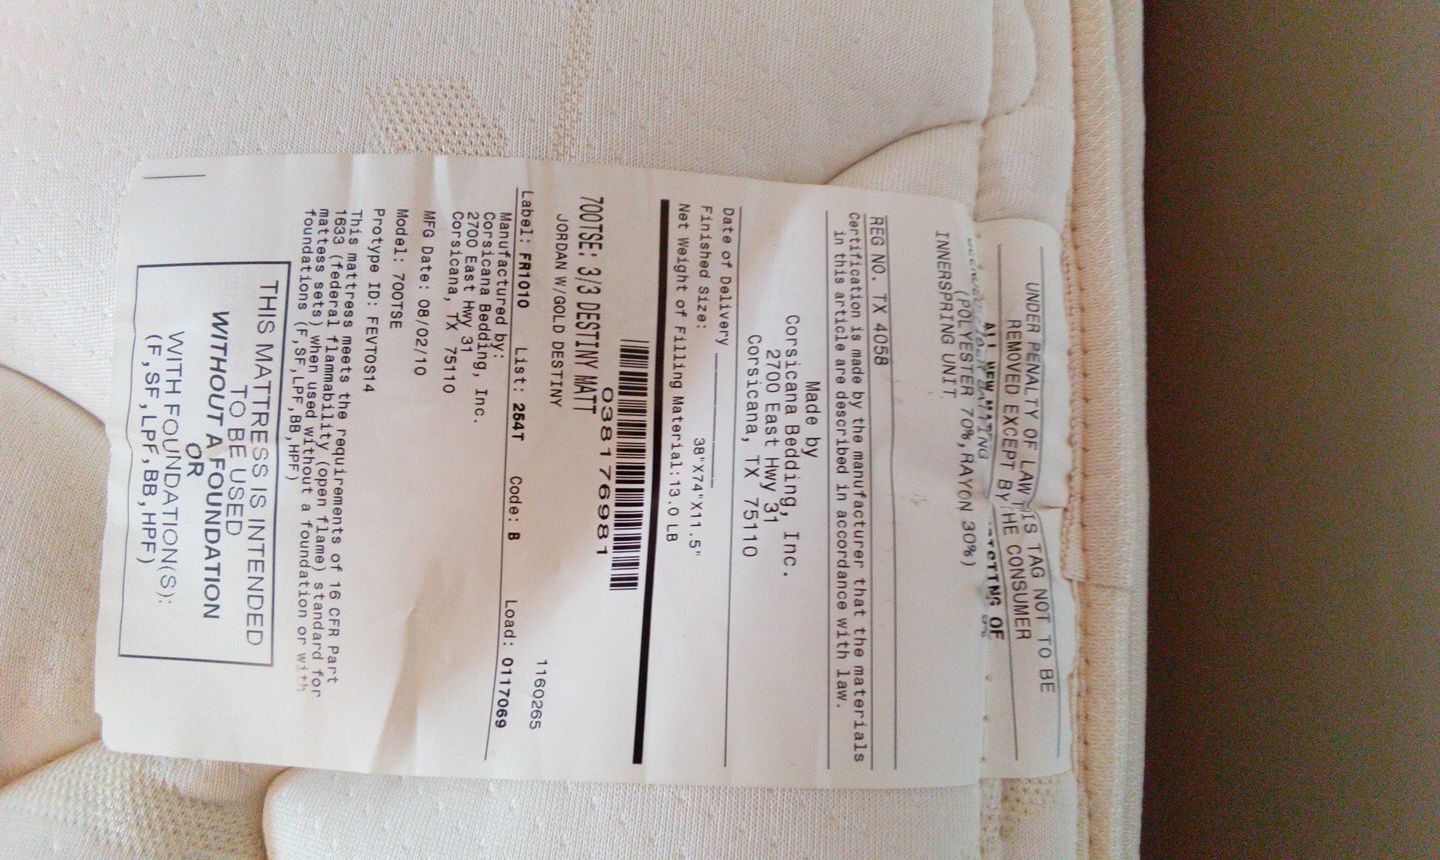 UNDER PENALTY OF LAW IS TAG NOT TO BE
REMOVED EXCEPT BY HE CONSUMER
ALL NEW MATING OF
BATTING
(POLYESTER 70%, RAYON 30%)
INNERSPRING UNIT
REG NO. TX 4058
Certification is made by the manufacturer that the materials
in this article are described in accordance with law.
Made by
Corsicana Bedding, Inc.
2700 East Hwy 31
Corsicana, TX 75110
Date of Delivery
Finished Size: 38"X74"X11.5"
Net Weight of Filling Material:13.0 LB
038176981
700TSE: 3/3 DESTINY MATT
JORDAN W/GOLD DESTINY
1160265
Label: FR1010 List: 254T Code: B Load: 0117069
Manufactured by:
Corsicana Bedding, Inc.
2700 East Hwy 31
Corsicana, TX 75110
MFG Date: 08/02/10
Model: 700TSE
Protype ID: FEVTOS14
This mattress meets the requirements of 16 CFR Part
1633 (federal flammability (open flame) standard for
mattess sets) when used without a foundation or with
foundations (F,SF,LPF,BB,HPF)
THIS MATTRESS IS INTENDED
TO BE USED
WITHOUT A FOUNDATION
OR
WITH FOUNDATION(S):
(F,SF,LPF,BB,HPF)